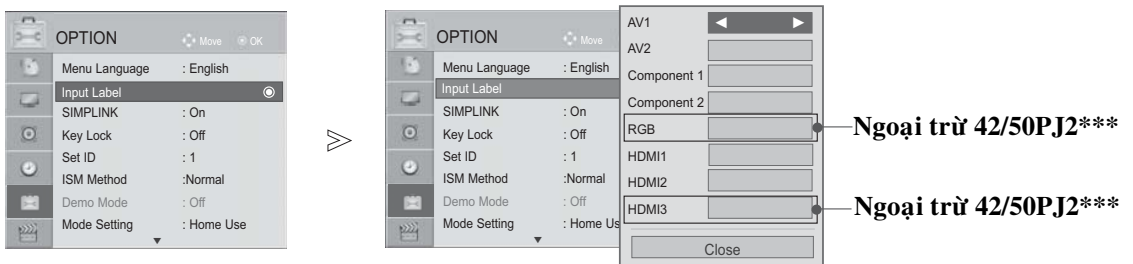 OPTION Move OK
Menu Language : English
Input Label
SIMPLINK : On
Key Lock : Off
Set ID : 1
ISM Method :Normal
Demo Mode : Off
Mode Setting : Home Use
OPTION Move
Menu Language : English
Input Label
SIMPLINK : On
Key Lock : Off
Set ID : 1
ISM Method :Normal
Demo Mode : Off
Mode Setting : Home Us
AV1
AV2
Component 1
Component 2
RGB
HDMI1
HDMI2
HDMI3
Close
Ngoại trừ 42/50PJ2***
Ngoại trừ 42/50PJ2***